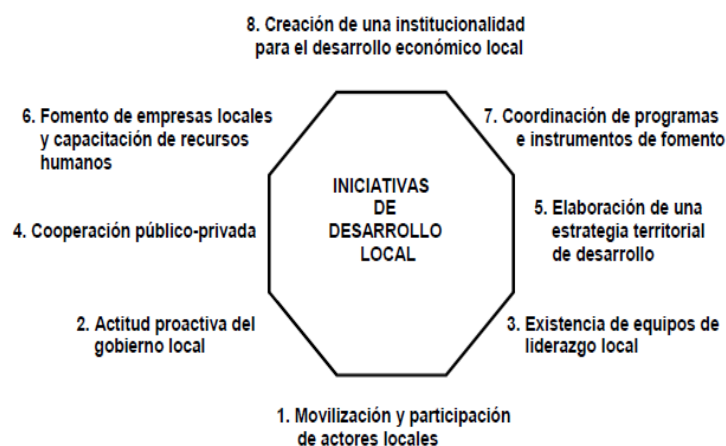 8. Creación de una institucionalidad
para el desarrollo económico local
6. Fomento de empresas locales
y capacitación de recursos
humanos
7. Coordinación de programas
e instrumentos de fomento
INICIATIVAS
DE
DESARROLLO
LOCAL
4. Cooperación público-privada
5. Elaboración de una
estrategia territorial
de desarrollo
2. Actitud proactiva del
gobierno local
3. Existencia de equipos de
liderazgo local
1. Movilización y participación
de actores locales